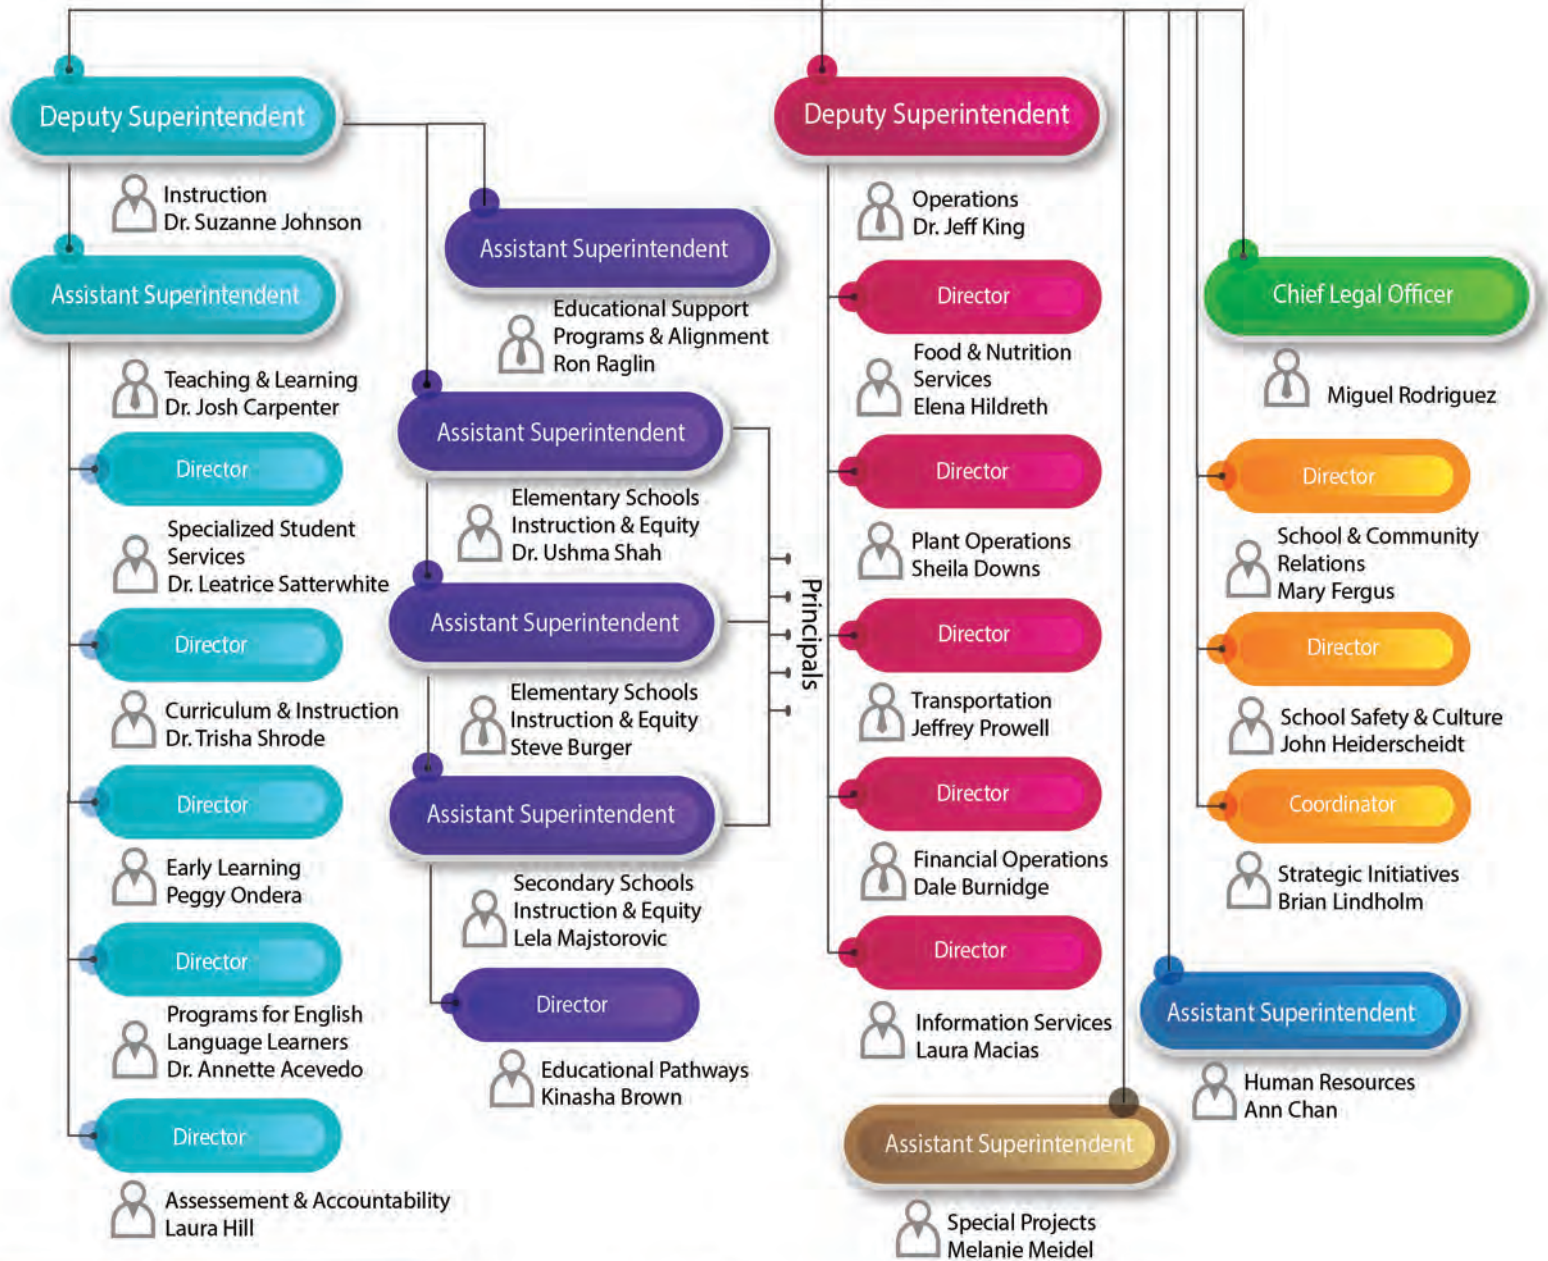 Deputy Superintendent
Instruction
Dr. Suzanne Johnson
Assistant Superintendent
Teaching & Learning
Dr. Josh Carpenter
Director
Specialized Student
Services
Dr. Leatrice Satterwhite
Director
Curriculum & Instruction
Dr. Trisha Shrode
Director
Early Learning
Peggy Ondera
Director
Programs for English
Language Learners
Dr. Annette Acevedo
Director
Assessement & Accountability
Laura Hill
Assistant Superintendent
Educational Support
Programs & Alignment
Ron Raglin
Assistant Superintendent
Elementary Schools
Instruction & Equity
Dr. Ushma Shah
Assistant Superintendent
Elementary Schools
Instruction & Equity
Steve Burger
Assistant Superintendent
Secondary Schools
Instruction & Equity
Lela Majstorovic
Director
Educational Pathways
Kinasha Brown
Principals
Deputy Superintendent
Operations
Dr. Jeff King
Director
Food & Nutrition
Services
Elena Hildreth
Director
Plant Operations
Sheila Downs
Director
Transportation
Jeffrey Prowell
Director
Financial Operations
Dale Burnidge
Director
Information Services
Laura Macias
Assistant Superintendent
Special Projects
Melanie Meidel
Chief Legal Officer
Miguel Rodriguez
Director
School & Community
Relations
Mary Fergus
Director
School Safety & Culture
John Heiderscheidt
Coordinator
Strategic Initiatives
Brian Lindholm
Assistant Superintendent
Human Resources
Ann Chan